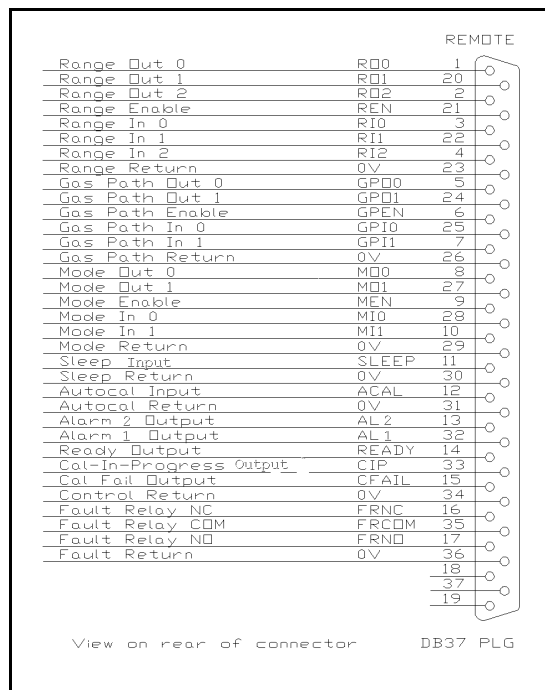 REMOTE
Range Out 0 RO0 1
Range Out 1 RO1 20
Range Out 2 RO2 2
Range Enable REN 21
Range In 0 RI0 3
Range In 1 RI1 22
Range In 2 RI2 4
Range Return 0V 23
Gas Path Out 0 GPO0 5
Gas Path Out 1 GPO1 24
Gas Path Enable GPEN 6
Gas Path In 0 GPI0 25
Gas Path In 1 GPI1 7
Gas Path Return 0V 26
Mode Out 0 MO0 8
Mode Out 1 MO1 27
Mode Enable MEN 9
Mode In 0 MI0 28
Mode In 1 MI1 10
Mode Return 0V 29
Sleep Input SLEEP 11
Sleep Return 0V 30
Autocal Input ACAL 12
Autocal Return 0V 31
Alarm 2 Output AL2 13
Alarm 1 Output AL1 32
Ready Output READY 14
Cal-In-Progress Output CIP 33
Cal Fail Output CFAIL 15
Control Return 0V 34
Fault Relay NC FRNC 16
Fault Relay COM FRCOM 35
Fault Relay NO FRNO 17
Fault Return 0V 36
18
37
19
View on rear of connector DB37 PLG